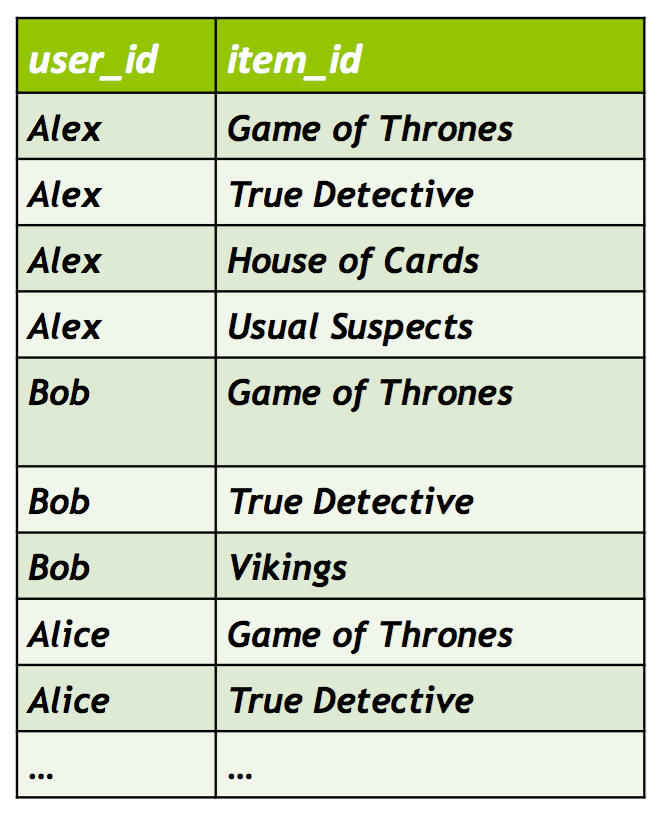 user_id item_id
Alex Game of Thrones
Alex True Detective
Alex House of Cards
Alex Usual Suspects
Bob Game of Thrones
Bob True Detective
Bob Vikings
Alice Game of Thrones
Alice True Detective
... ...